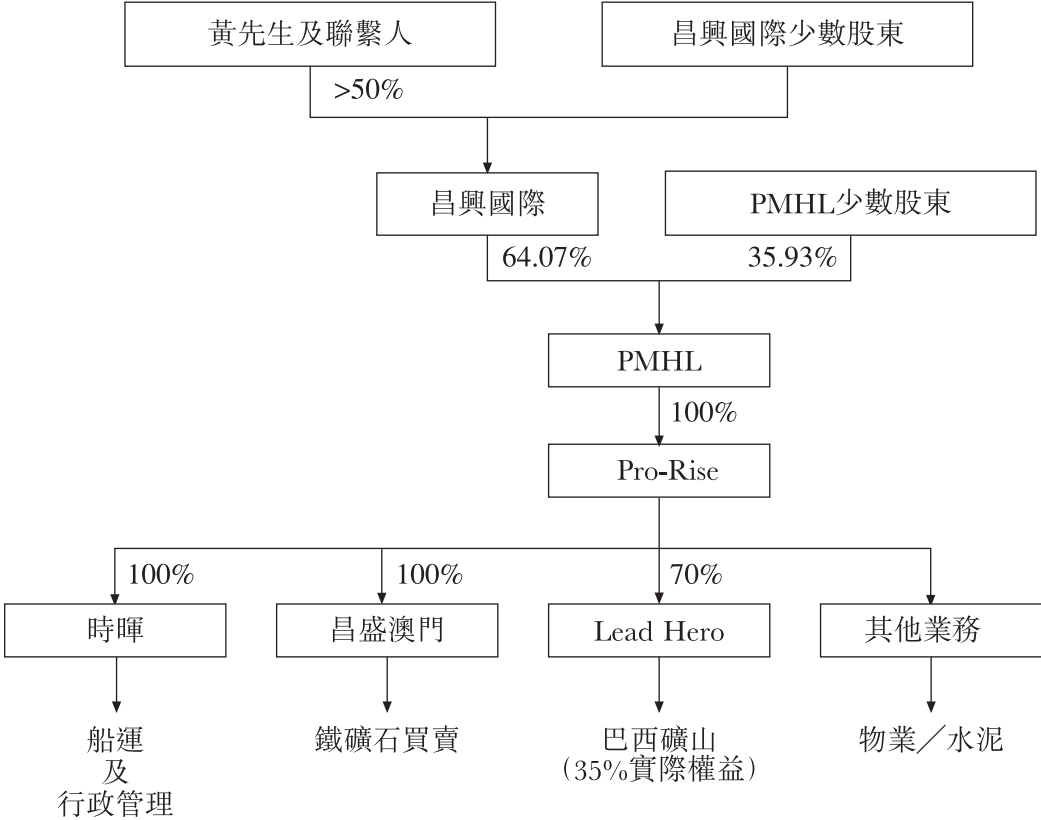 黃先生及聯繫人
昌興國際少數股東
>50%
昌興國際
PMHL少數股東
64.07%
35.93%
PMHL
100%
Pro-Rise
100%
100%
70%
時暉
昌盛澳門
Lead Hero
其他業務
船運
及
行政管理
鐵礦石買賣
巴西礦山
（35%實際權益）
物業／水泥